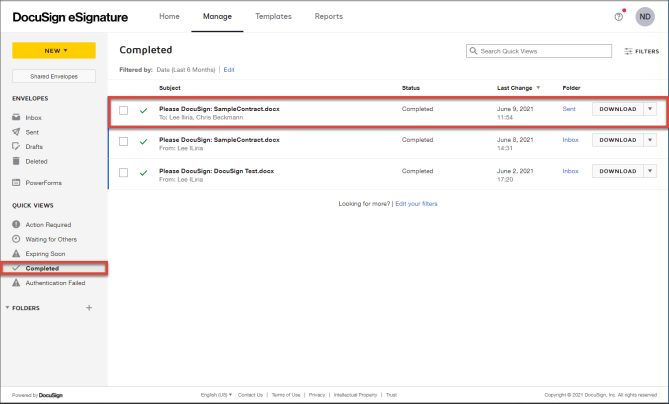 DocuSign eSignature
Home
Manage
Templates
Reports
ND
NEW
Shared Envelopes
ENVELOPES
Inbox
Sent
Drafts
Deleted
PowerForms
QUICK VIEWS
Action Required
Waiting for Others
Expiring Soon
Completed
Authentication Failed
FOLDERS
Completed
Search Quick Views
FILTERS
Filtered by: Date (Last 6 Months) | Edit
Subject
Status
Last Change
Folder
Please DocuSign: SampleContract.docx
To: Lee Iliria, Chris Beckmann
Completed
June 9, 2021
11:54
Sent
DOWNLOAD
Please DocuSign: SampleContract.docx
From: Lee ILiria
Completed
June 8, 2021
14:31
Inbox
DOWNLOAD
Please DocuSign: DocuSign Test.docx
From: Lee ILiria
Completed
June 2, 2021
17:20
Inbox
DOWNLOAD
Looking for more? | Edit your filters
Powered by DocuSign
English (US) Contact Us | Terms of Use | Privacy | Intellectual Property | Trust
Copyright © 2021 DocuSign, Inc. All rights reserved